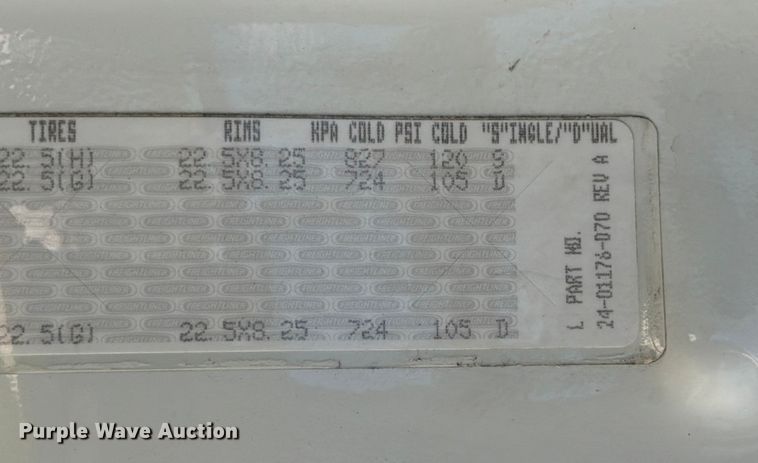 TIRES RIMS KPA COLD PSI COLD "S"INGLE/"D"UAL
22.5(H) 22.5X8.25 827 120 S
22.5(G) 22.5X8.25 724 105 D
22.5(G) 22.5X8.25 724 105 D
L PART NO.
24-01176-070 REV A
FREIGHTLINER
Purple Wave Auction